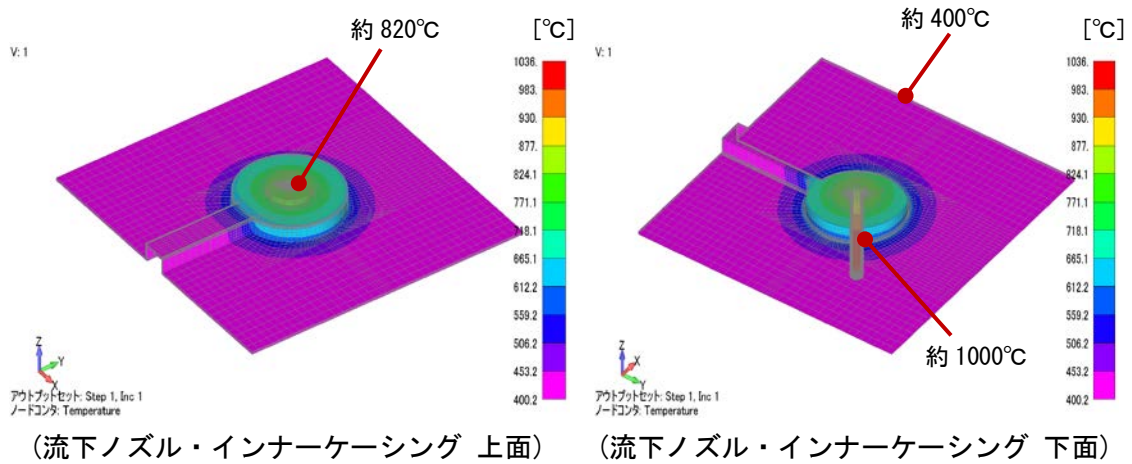 約 820℃
[℃]
V: 1
1036.
983.
930.
877.
824.1
771.1
718.1
665.1
612.2
559.2
506.2
453.2
400.2
Z
Y
X
アウトプットセット: Step 1, Inc 1
ノードコンタ: Temperature
(流下ノズル・インナーケーシング 上面)
約 400℃
[℃]
V: 1
1036.
983.
930.
877.
824.1
771.1
718.1
665.1
612.2
559.2
506.2
453.2
400.2
約 1000℃
Z
X
Y
アウトプットセット: Step 1, Inc 1
ノードコンタ: Temperature
(流下ノズル・インナーケーシング 下面)